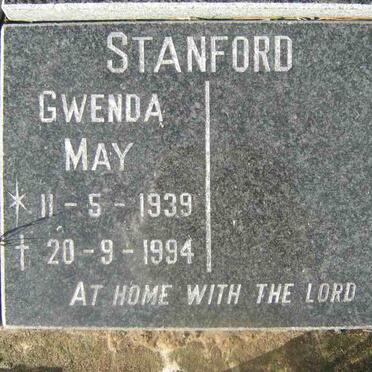 STANFORD
GWENDA
MAY
* 11 - 5 - 1939
† 20 - 9 - 1994
AT HOME WITH THE LORD